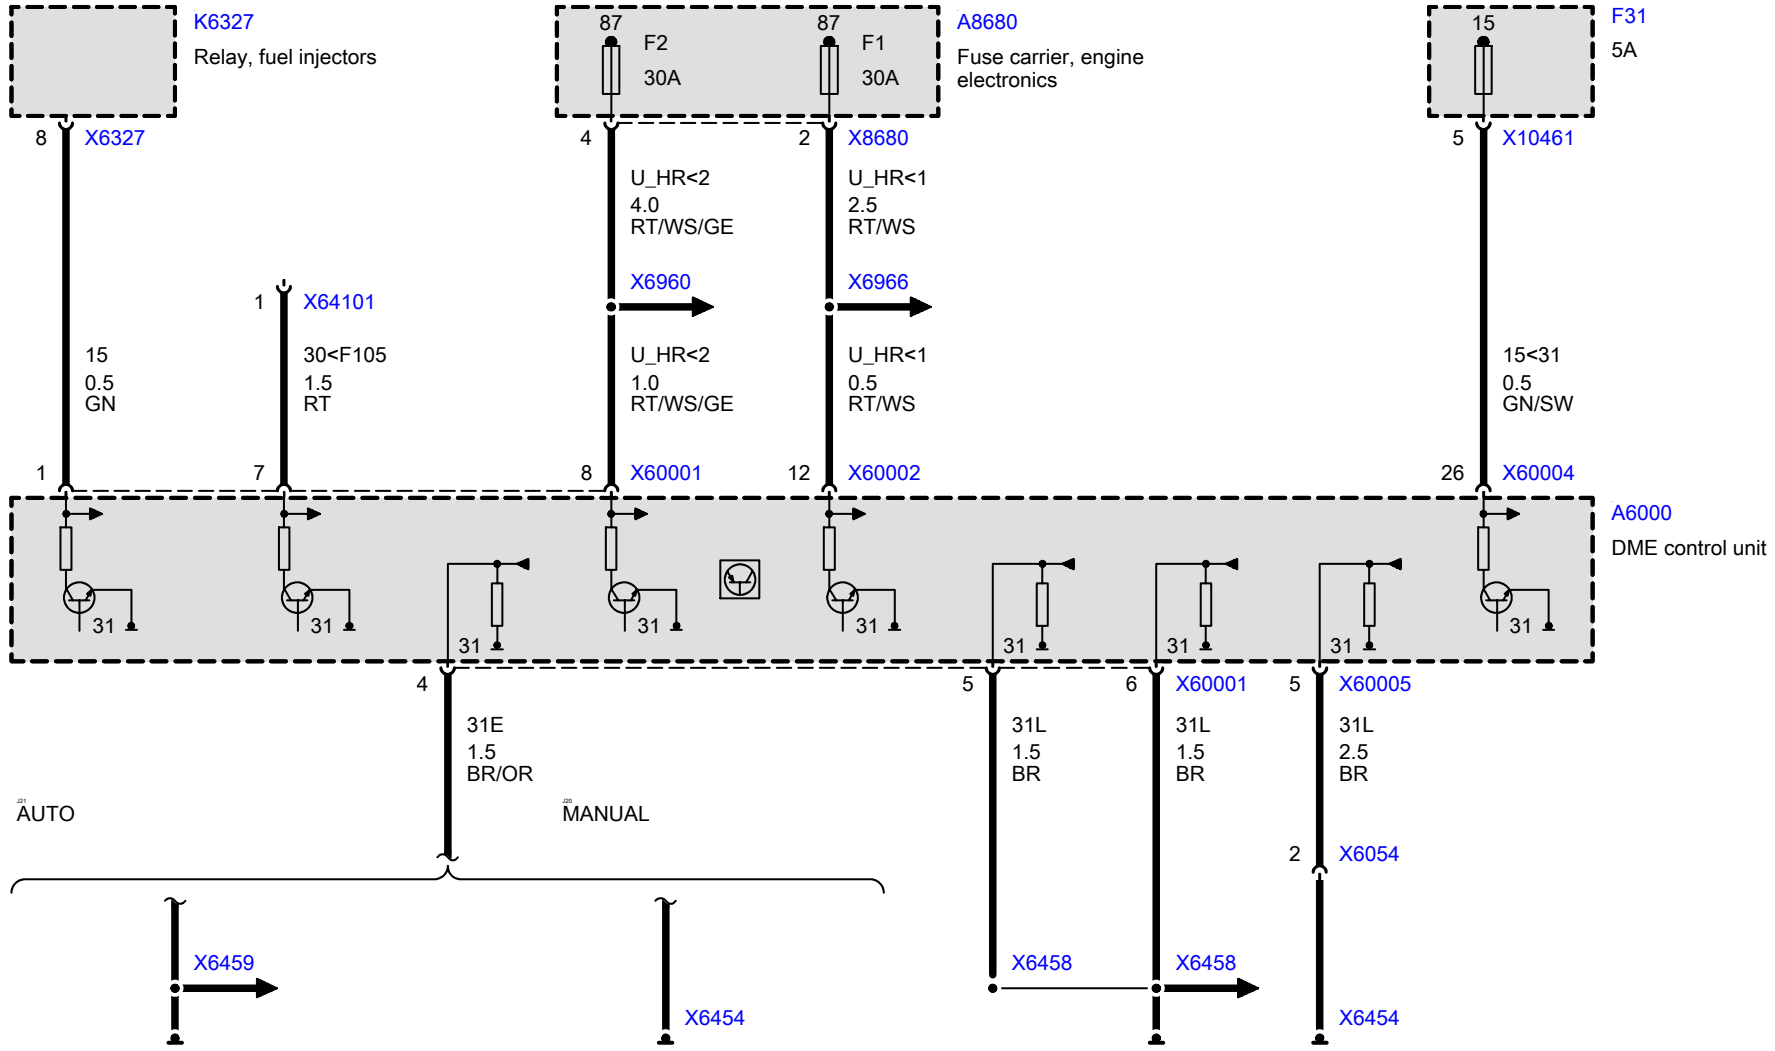 K6327
Relay, fuel injectors
87
F2
30A
87
F1
30A
A8680
Fuse carrier, engine
electronics
15
F31
5A
8
X6327
4
2
X8680
5
X10461
U_HR<2
4.0
RT/WS/GE
U_HR<1
2.5
RT/WS
X6960
X6966
1
X64101
15
0.5
GN
30<F105
1.5
RT
U_HR<2
1.0
RT/WS/GE
U_HR<1
0.5
RT/WS
15<31
0.5
GN/SW
1
7
8
X60001
12
X60002
26
X60004
A6000
DME control unit
31
31
31
31
31
31
31
31
31
4
5
6
X60001
5
X60005
31E
1.5
BR/OR
31L
1.5
BR
31L
1.5
BR
31L
2.5
BR
J21
AUTO
J20
MANUAL
2
X6054
X6459
X6454
X6458
X6458
X6454